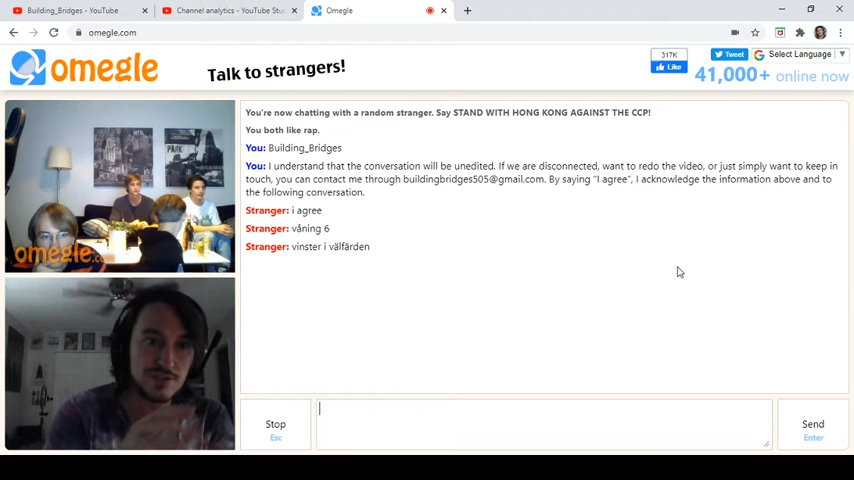 Building_Bridges - YouTube
Channel analytics - YouTube Stu
Omegle
omegle.com
omegle
Talk to strangers!
317K
Like
Tweet
Select Language
41,000+ online now
You're now chatting with a random stranger. Say STAND WITH HONG KONG AGAINST THE CCP!
You both like rap.
You: Building_Bridges
You: I understand that the conversation will be unedited. If we are disconnected, want to redo the video, or just simply want to keep in
touch, you can contact me through buildingbridges505@gmail.com. By saying "I agree", I acknowledge the information above and to
the following conversation.
Stranger: i agree
Stranger: våning 6
Stranger: vinster i välfärden
PARK
omegle.com
Stop
Esc
Send
Enter